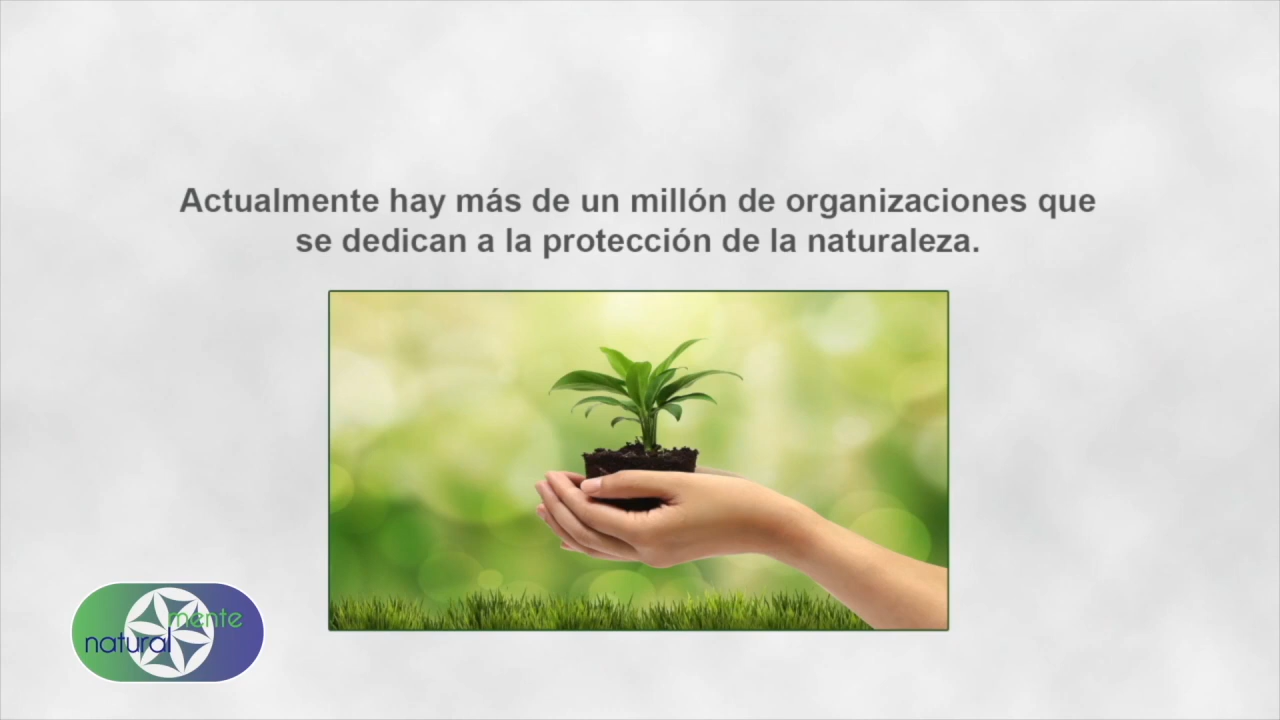 Actualmente hay más de un millón de organizaciones que
se dedican a la protección de la naturaleza.
natural
mente